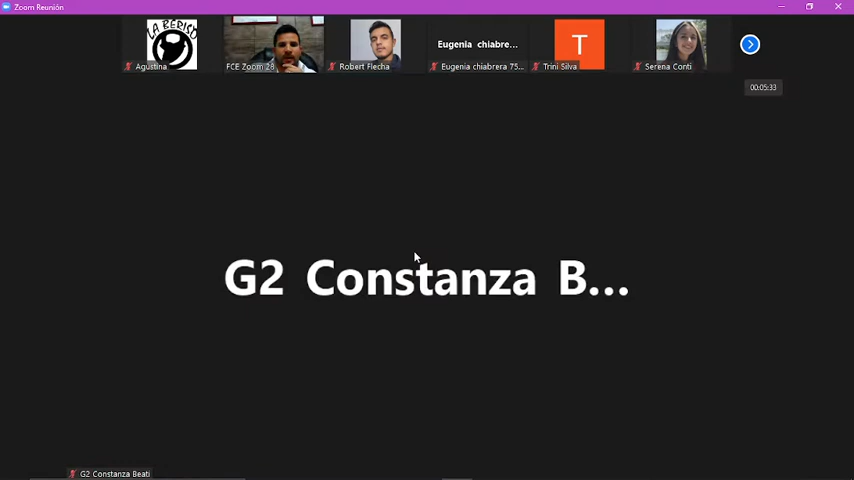 Zoom Reunión
LA BERISO
Agustina
FCE Zoom 28
Robert Flecha
Eugenia chiabre...
Eugenia chiabrera 75...
T
Trini Silva
Serena Conti
00:05:33
G2 Constanza B...
G2 Constanza Beati